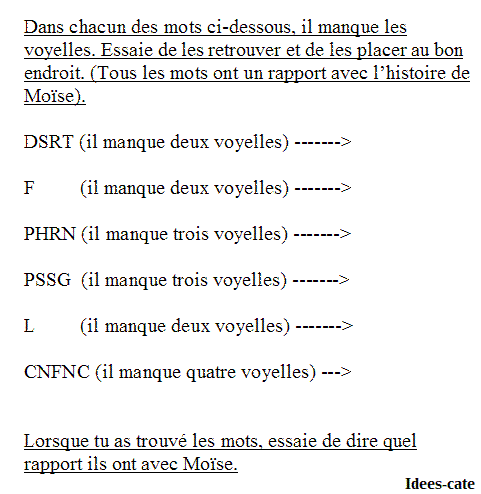 Dans chacun des mots ci-dessous, il manque les
voyelles. Essaie de les retrouver et de les placer au bon
endroit. (Tous les mots ont un rapport avec l’histoire de
Moïse).
DSRT (il manque deux voyelles) ------->
F (il manque deux voyelles) ------->
PHRN (il manque trois voyelles) ------->
PSSG (il manque trois voyelles) ------->
L (il manque deux voyelles) ------->
CNFNC (il manque quatre voyelles) --->
Lorsque tu as trouvé les mots, essaie de dire quel
rapport ils ont avec Moïse.
Idees-cate